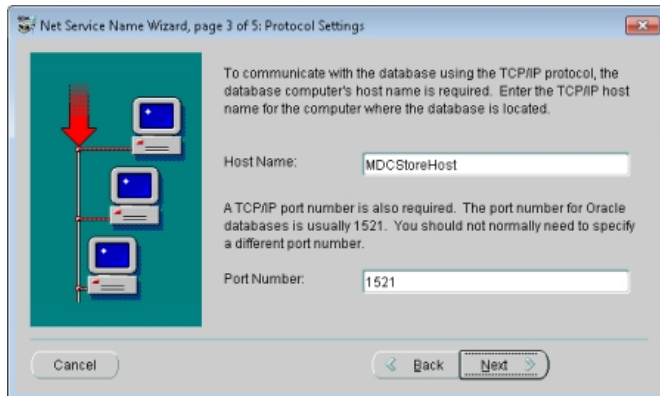 Net Service Name Wizard, page 3 of 5: Protocol Settings
To communicate with the database using the TCP/IP protocol, the
database computer's host name is required. Enter the TCP/IP host
name for the computer where the database is located.
Host Name:
MDCStoreHost
A TCP/IP port number is also required. The port number for Oracle
databases is usually 1521. You should not normally need to specify
a different port number.
Port Number:
1521
Cancel
Back
Next